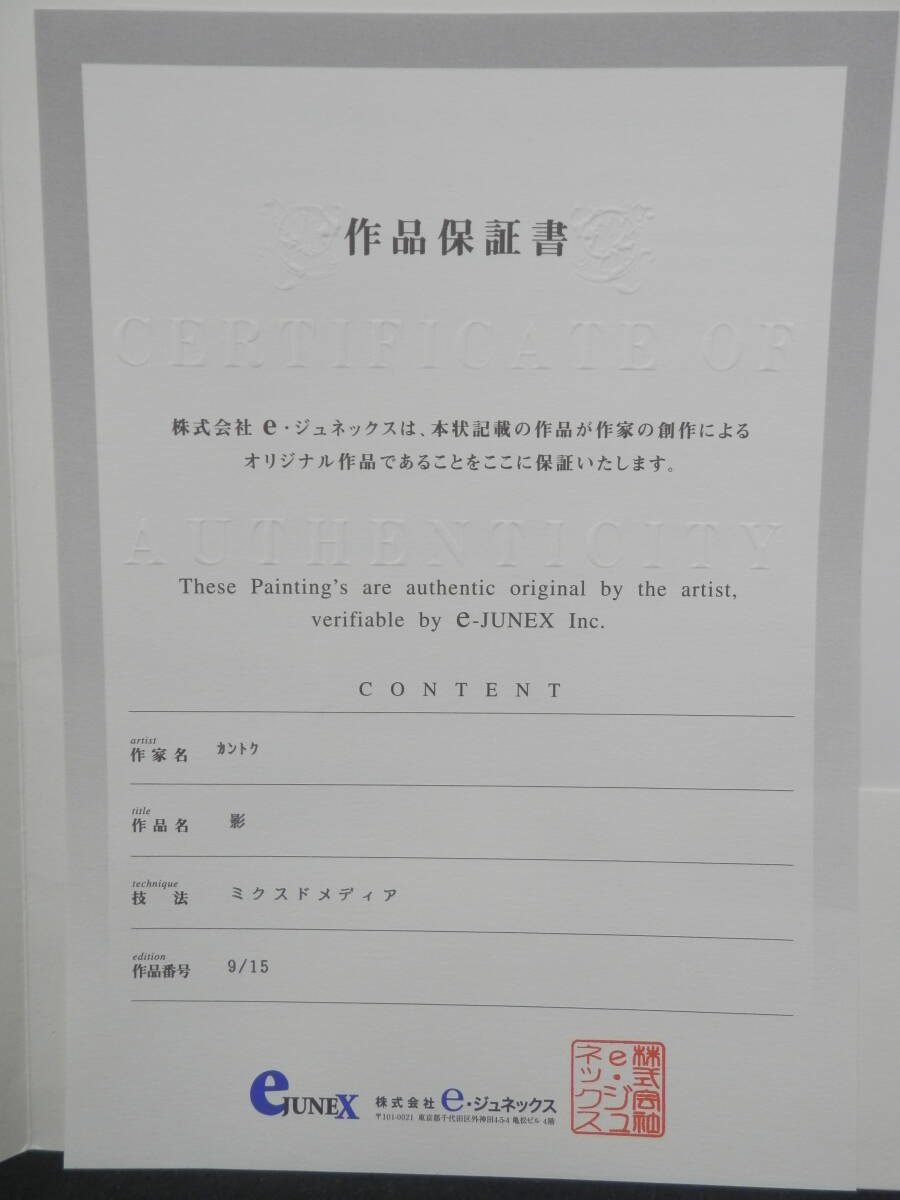 作品保証書
CERTIFICATE OF
株式会社 e・ジュネックスは、本状記載の作品が作家の創作による
オリジナル作品であることをここに保証いたします。
AUTHENTICITY
These Painting's are authentic original by the artist,
verifiable by e-JUNEX Inc.
CONTENT
artist
作家名 カントク
title
作品名 影
technique
技 法 ミクスドメディア
edition
作品番号 9/15
eJUNEX 株式会社 e・ジュネックス
〒101-0021 東京都千代田区外神田4-5-4 亀松ビル 4階
株式会社
e・ジュ
ネックス